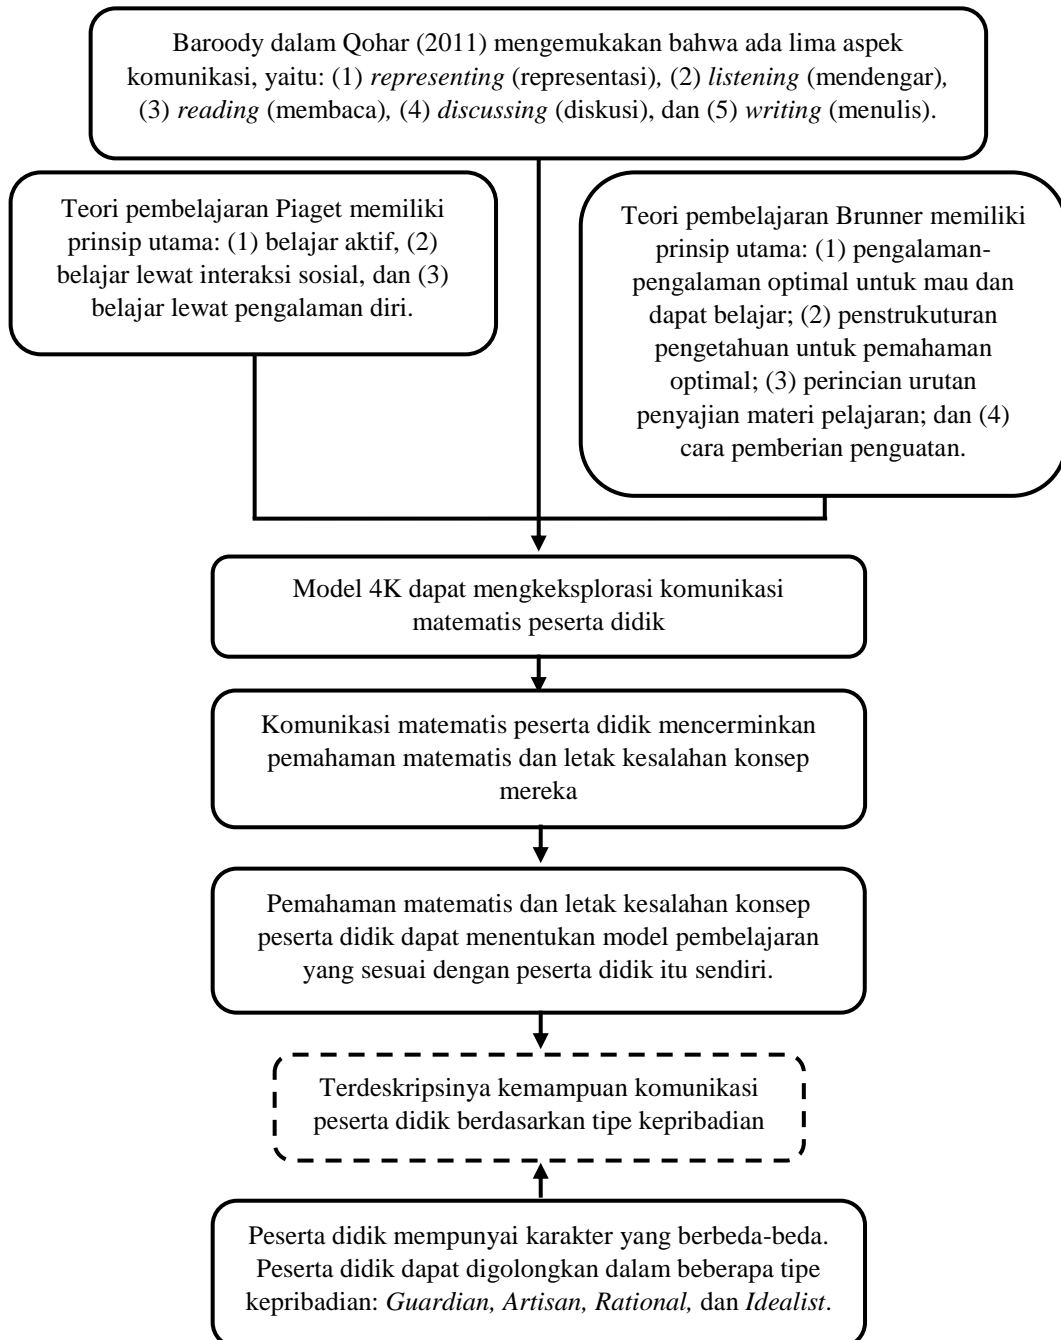 Baroody dalam Qohar (2011) mengemukakan bahwa ada lima aspek
komunikasi, yaitu: (1) representing (representasi), (2) listening (mendengar),
(3) reading (membaca), (4) discussing (diskusi), dan (5) writing (menulis).
Teori pembelajaran Piaget memiliki
prinsip utama: (1) belajar aktif, (2)
belajar lewat interaksi sosial, dan (3)
belajar lewat pengalaman diri.
Teori pembelajaran Brunner memiliki
prinsip utama: (1) pengalaman-
pengalaman optimal untuk mau dan
dapat belajar; (2) penstrukuturan
pengetahuan untuk pemahaman
optimal; (3) perincian urutan
penyajian materi pelajaran; dan (4)
cara pemberian penguatan.
Model 4K dapat mengkeksplorasi komunikasi
matematis peserta didik
Komunikasi matematis peserta didik mencerminkan
pemahaman matematis dan letak kesalahan konsep
mereka
Pemahaman matematis dan letak kesalahan konsep
peserta didik dapat menentukan model pembelajaran
yang sesuai dengan peserta didik itu sendiri.
Terdeskripsinya kemampuan komunikasi
peserta didik berdasarkan tipe kepribadian
Peserta didik mempunyai karakter yang berbeda-beda.
Peserta didik dapat digolongkan dalam beberapa tipe
kepribadian: Guardian, Artisan, Rational, dan Idealist.